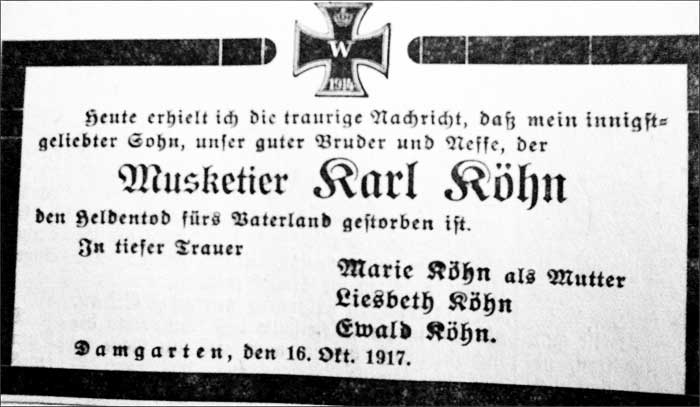 W
1914
Heute erhielt ich die traurige Nachricht, daß mein innigst=
geliebter Sohn, unser guter Bruder und Neffe, der
Musketier Karl Köhn
den Heldentod fürs Vaterland gestorben ist.
In tiefer Trauer
Marie Köhn als Mutter
Liesbeth Köhn
Ewald Köhn.
Damgarten, den 16. Okt. 1917.